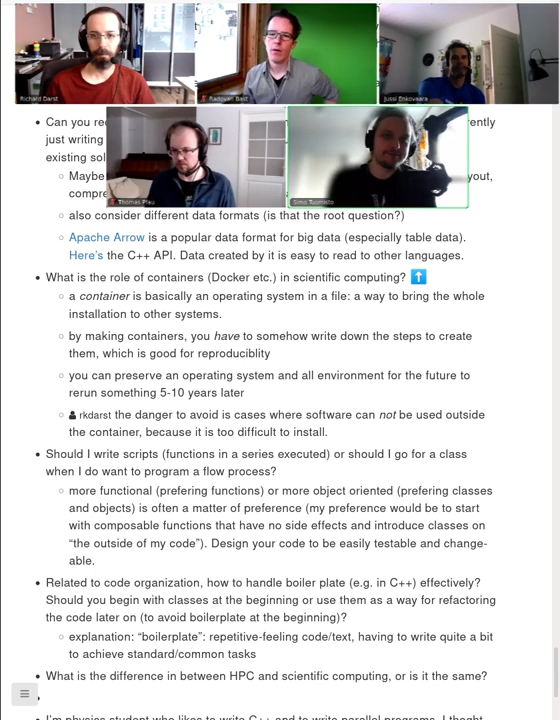 Richard Darst
Radovan Bast
Jussi Enkovaara
Can you
rently
just writing
existing sol
Thomas Pfau
Simo Tuomisto
Maybe
yout,
compre
also consider different data formats (is that the root question?)
Apache Arrow is a popular data format for big data (especially table data).
Here's the C++ API. Data created by it is easy to read to other languages.
What is the role of containers (Docker etc.) in scientific computing?
a container is basically an operating system in a file: a way to bring the whole
installation to other systems.
by making containers, you have to somehow write down the steps to create
them, which is good for reproduciblity
you can preserve an operating system and all environment for the future to
rerun something 5-10 years later
rkdarst the danger to avoid is cases where software can not be used outside
the container, because it is too difficult to install.
Should I write scripts (functions in a series executed) or should I go for a class
when I do want to program a flow process?
more functional (prefering functions) or more object oriented (prefering classes
and objects) is often a matter of preference (my preference would be to start
with composable functions that have no side effects and introduce classes on
“the outside of my code”). Design your code to be easily testable and change-
able.
Related to code organization, how to handle boiler plate (e.g. in C++) effectively?
Should you begin with classes at the beginning or use them as a way for refactoring
the code later on (to avoid boilerplate at the beginning)?
explanation: “boilerplate”: repetitive-feeling code/text, having to write quite a bit
to achieve standard/common tasks
What is the difference in between HPC and scientific computing, or is it the same?
I'm physics student who likes to write C++ and to write parallel programs. I thoght